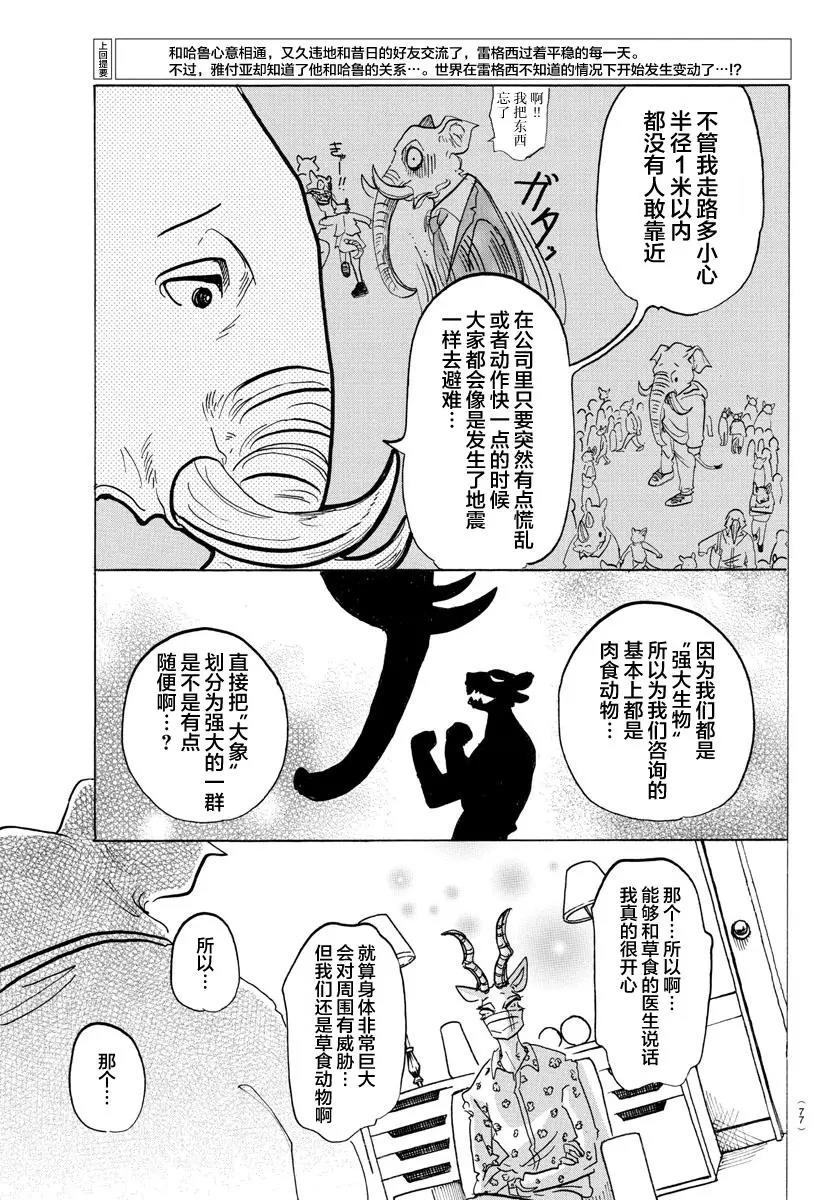 上回提要
和哈鲁心意相通，又久违地和昔日的好友交流了，雷格西过着平稳的每一天。
不过，雅付亚却知道了他和哈鲁的关系…。世界在雷格西不知道的情况下开始发生变动了…!?
不管我走路多小心
半径1米以内
都没有人敢靠近
啊!!
我把东西
忘了
ガタッ
ぎ!!
在公司里只要突然有点慌乱
或者动作快一点的时候
大家都会像是发生了地震
一样去避难…
因为我们都是
"强大生物"
所以为我们咨询的
基本上都是
肉食动物…
直接把"大象"
划分为强大的一群
是不是有点
随便啊…?
那个…所以啊…
能够和草食的医生说话
我真的很开心
就算身体非常巨大
会对周围有威胁…
但我们还是草食动物啊
所以…
那个…
(77)